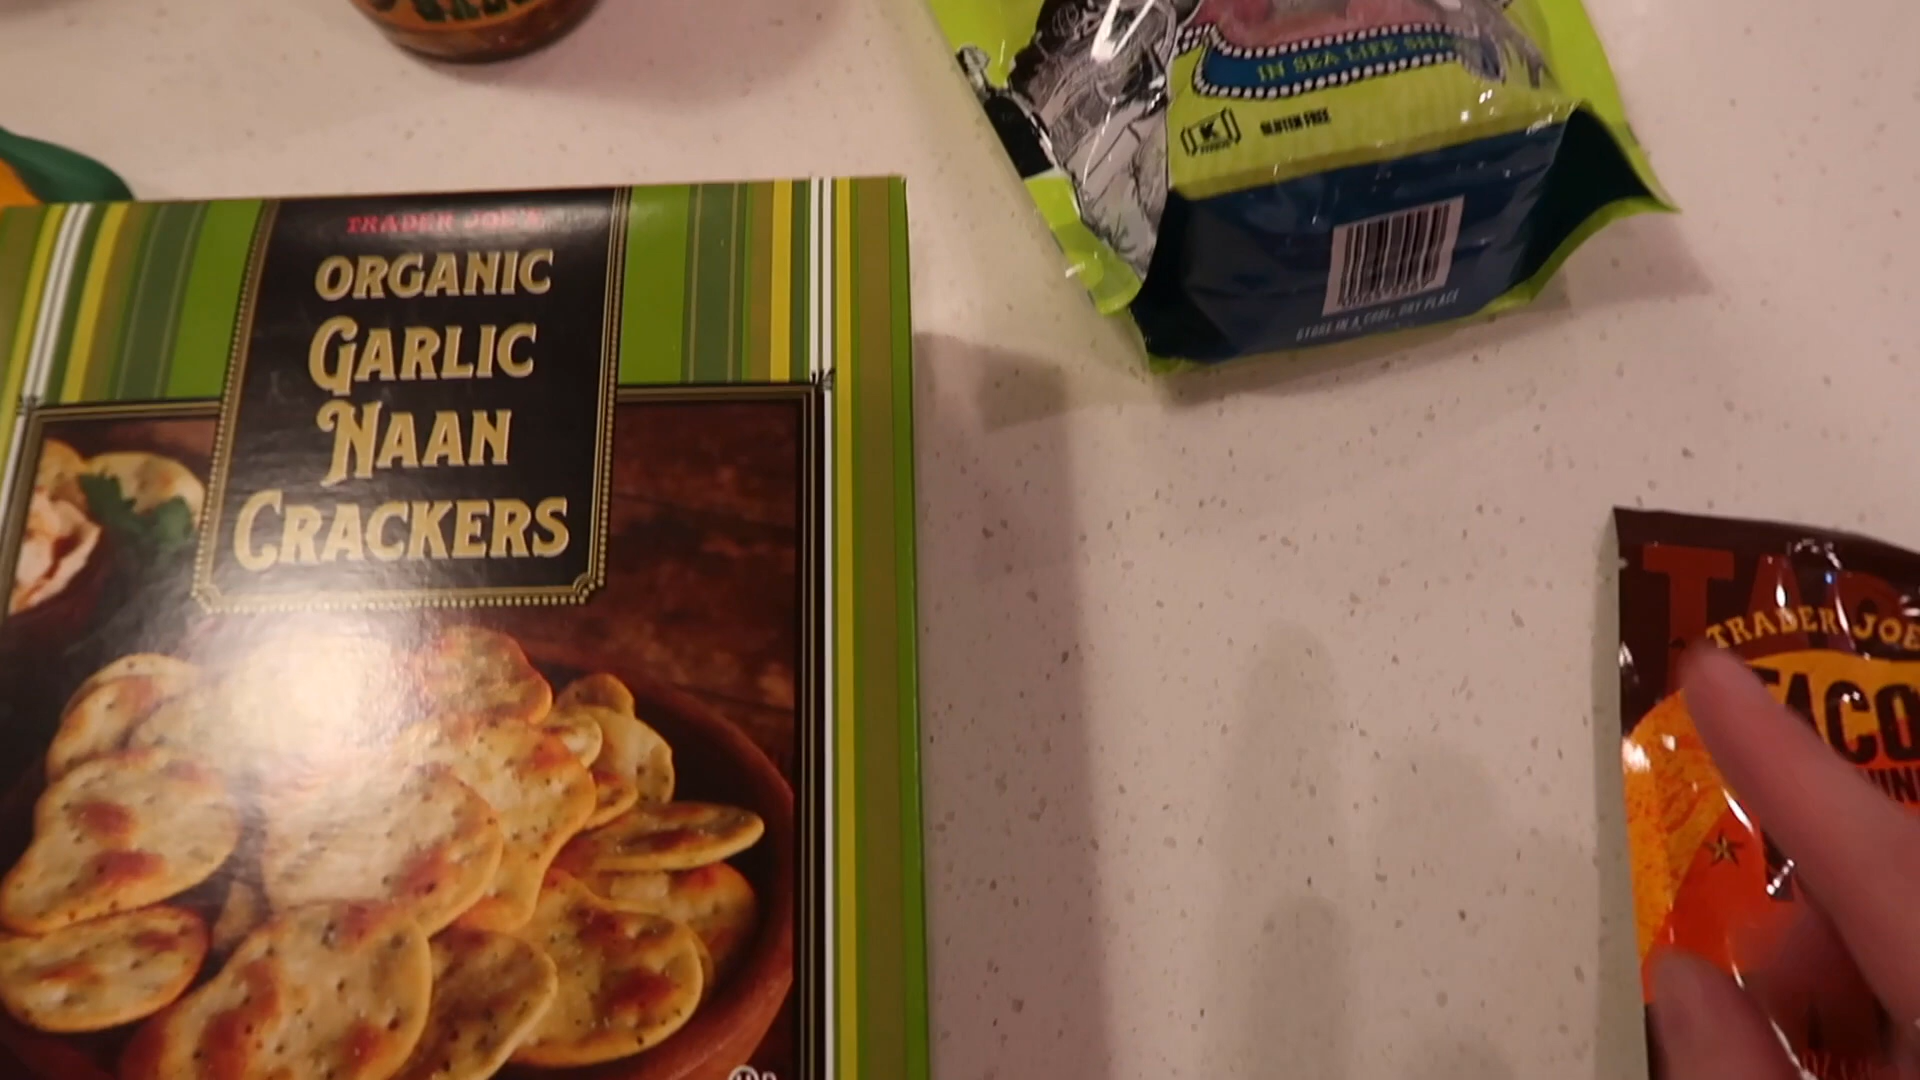 IN SEA LIFE
K
GLUTEN FREE
STORE IN A COOL, DRY PLACE
TRADER JOE'S
ORGANIC
GARLIC
NAAN
CRACKERS
TRADER JOE
TACO